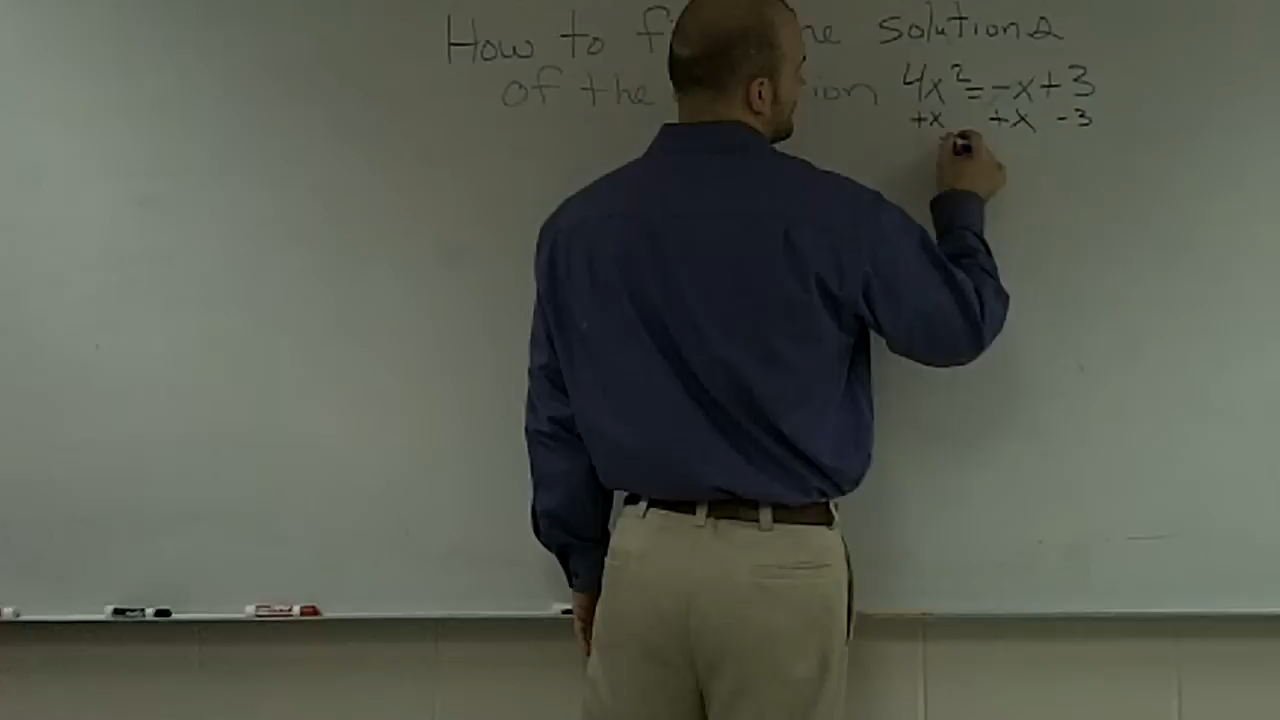 How to f he solutions
of the ion 4x² = -x + 3
+x +x -3